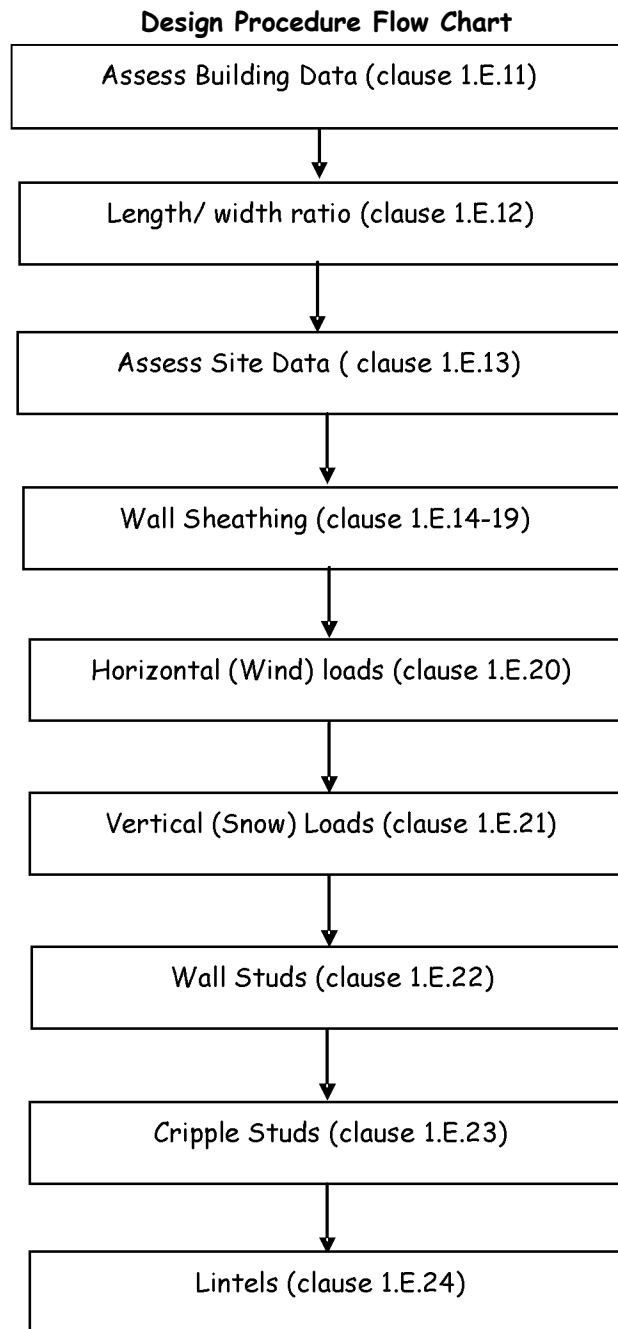 Design Procedure Flow Chart
Assess Building Data (clause 1.E.11)
Length/ width ratio (clause 1.E.12)
Assess Site Data ( clause 1.E.13)
Wall Sheathing (clause 1.E.14-19)
Horizontal (Wind) loads (clause 1.E.20)
Vertical (Snow) Loads (clause 1.E.21)
Wall Studs (clause 1.E.22)
Cripple Studs (clause 1.E.23)
Lintels (clause 1.E.24)